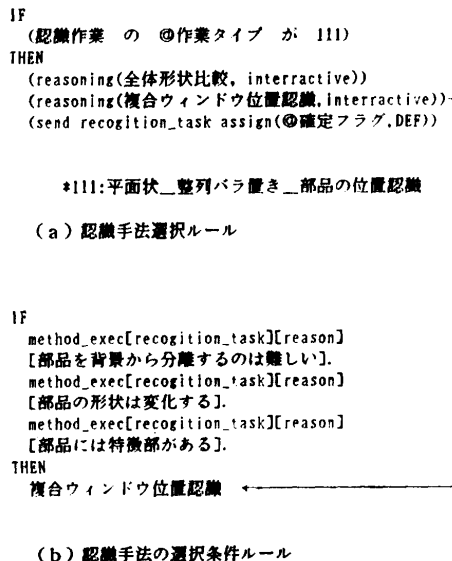 IF
(認識作業 の @作業タイプ が 111)
THEN
(reasoning(全体形状比較, interractive))
(reasoning(複合ウィンドウ位置認識,interractive))
(send recogition_task assign(@確定フラグ,DEF))
*111:平面状__整列バラ置き__部品の位置認識
(a)認識手法選択ルール
IF
method_exec[recogition_task][reason]
[部品を背景から分離するのは難しい].
method_exec[recogition_task][reason]
[部品の形状は変化する].
method_exec[recogition_task][reason]
[部品には特徴部がある].
THEN
複合ウィンドウ位置認識
(b)認識手法の選択条件ルール